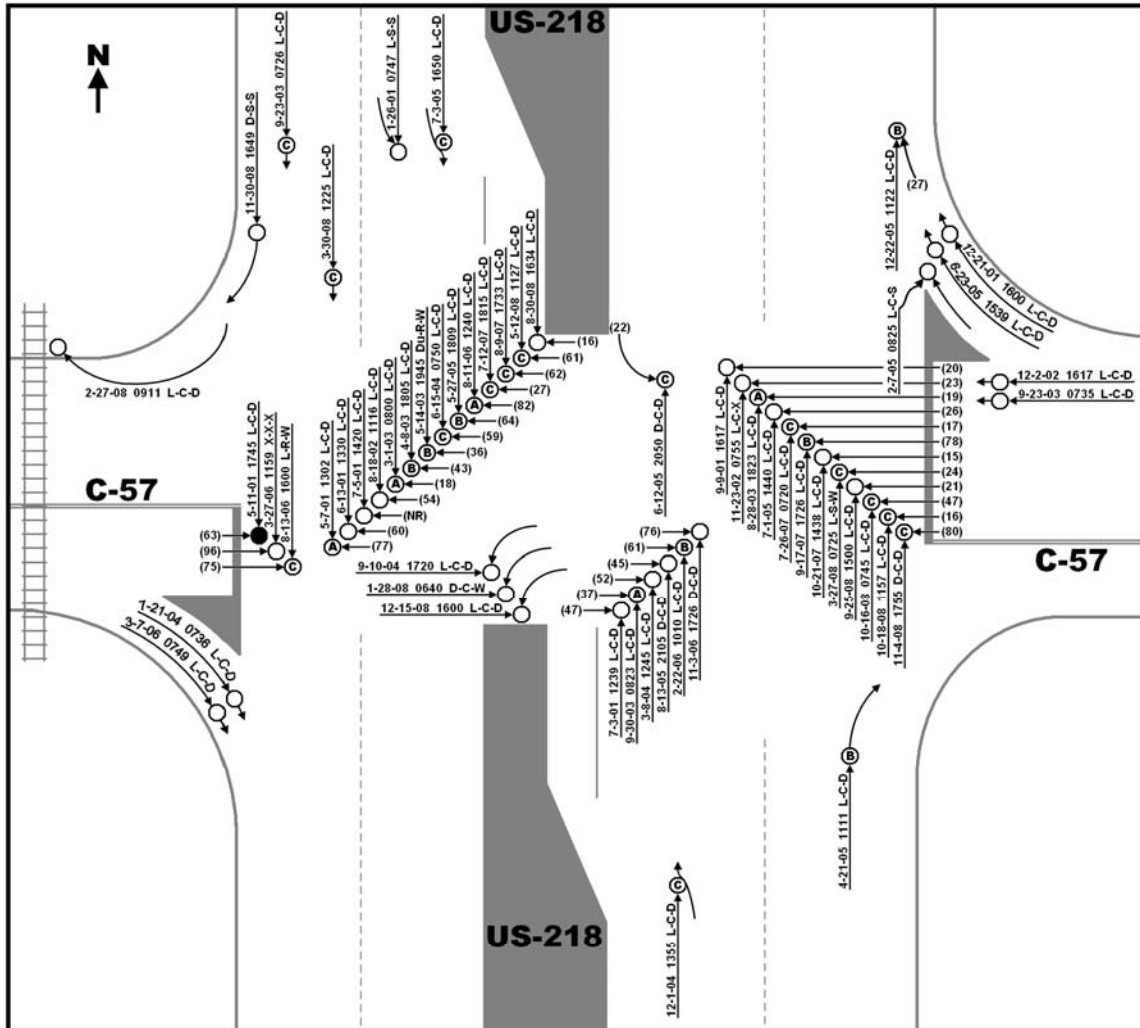 US-218
N
9-23-03 0726 L-C-D
1-26-01 0747 L-S-S
7-3-05 1650 L-C-D
11-30-08 1649 D-S-S
3-30-08 1225 L-C-D
12-22-05 1122 L-C-D
(27)
12-21-01 1600 L-C-D
6-23-05 1539 L-C-D
2-7-05 0825 L-C-S
B
C
C
C
2-27-08 0911 L-C-D
8-30-08 1634 L-C-D
(16)
5-12-08 1127 L-C-D
C
(61)
8-9-07 1733 L-C-D
C
(62)
7-12-07 1815 L-C-D
C
(27)
8-11-06 1240 L-C-D
A
(82)
5-27-05 1809 L-C-D
B
(64)
6-15-04 0750 L-C-D
C
(59)
5-14-03 1945 Du-R-W
B
(36)
4-8-03 1805 L-C-D
B
(43)
3-1-03 0800 L-C-D
A
(18)
8-18-02 1116 L-C-D
(54)
7-5-01 1420 L-C-D
(NR)
6-13-01 1330 L-C-D
(60)
5-7-01 1302 L-C-D
A
(77)
(22)
C
6-12-05 2050 D-C-D
(20)
9-9-01 1617 L-C-D
(23)
11-23-02 0755 L-C-X
A
(19)
8-28-03 1823 L-C-D
(26)
7-1-05 1440 L-C-D
C
(17)
7-26-07 0720 L-C-D
B
(78)
9-17-07 1726 L-C-D
(15)
10-21-07 1438 L-C-D
C
(24)
3-27-08 0725 L-S-W
(21)
9-25-08 1500 L-C-D
C
(47)
10-16-08 0745 L-C-D
C
(16)
10-18-08 1157 L-C-D
C
(80)
11-4-08 1755 D-C-D
12-2-02 1617 L-C-D
9-23-03 0735 L-C-D
C-57
5-11-01 1745 L-C-D
3-27-06 1159 X-X-X
8-13-06 1600 L-R-W
(63)
(96)
(75)
C
C-57
9-10-04 1720 L-C-D
1-28-08 0640 D-C-W
12-15-08 1600 L-C-D
(76)
(61)
B
(45)
(52)
(37)
A
(47)
7-3-01 1239 L-C-D
9-30-03 0823 L-C-D
3-8-04 1245 L-C-D
8-13-05 2105 D-C-D
2-22-06 1010 L-C-D
11-3-06 1726 D-C-D
1-21-04 0736 L-C-D
3-7-06 0749 L-C-D
B
4-21-05 1111 L-C-D
C
12-1-04 1355 L-C-D
US-218